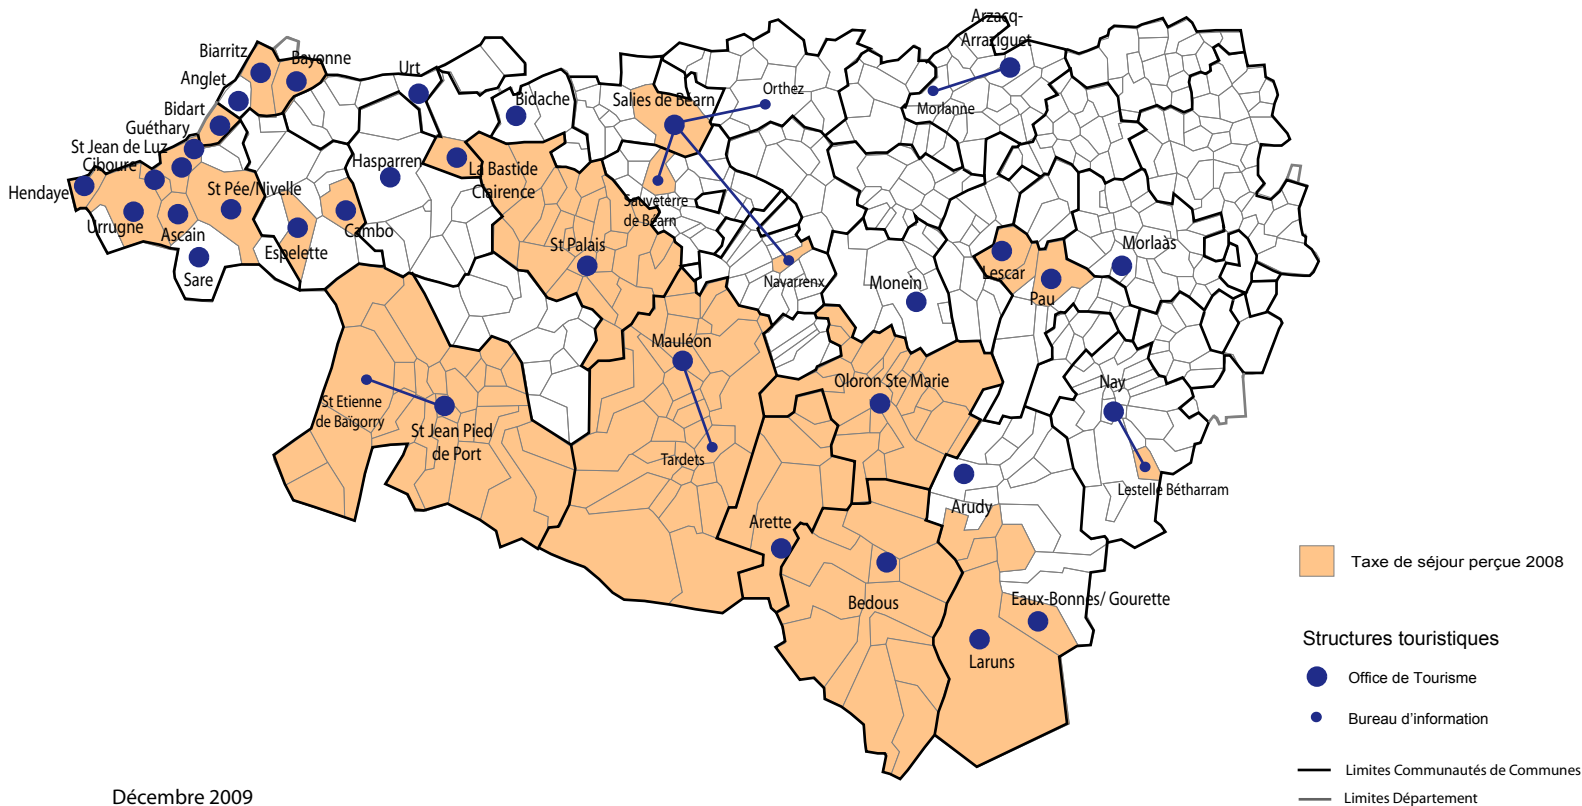 Arzacq-
Arraziguet
Biarritz
Bayonne
Anglet
Urt
Bidart
Bidache
Salies de Béarn
Orthez
Morlanne
Guéthary
St Jean de Luz
Ciboure
Hasparren
La Bastide
Clairence
Hendaye
St Pée/Nivelle
Sauveterre
de Béarn
Urrugne
Ascain
Cambo
Espelette
Sare
St Palais
Navarrenx
Monein
Lescar
Pau
Morlaàs
Mauléon
St Etienne
de Baïgorry
St Jean Pied
de Port
Oloron Ste Marie
Nay
Tardets
Lestelle Bétharram
Arette
Arudy
Bedous
Eaux-Bonnes/ Gourette
Laruns
Taxe de séjour perçue 2008
Structures touristiques
Office de Tourisme
Bureau d'information
Limites Communautés de Communes
Limites Département
Décembre 2009